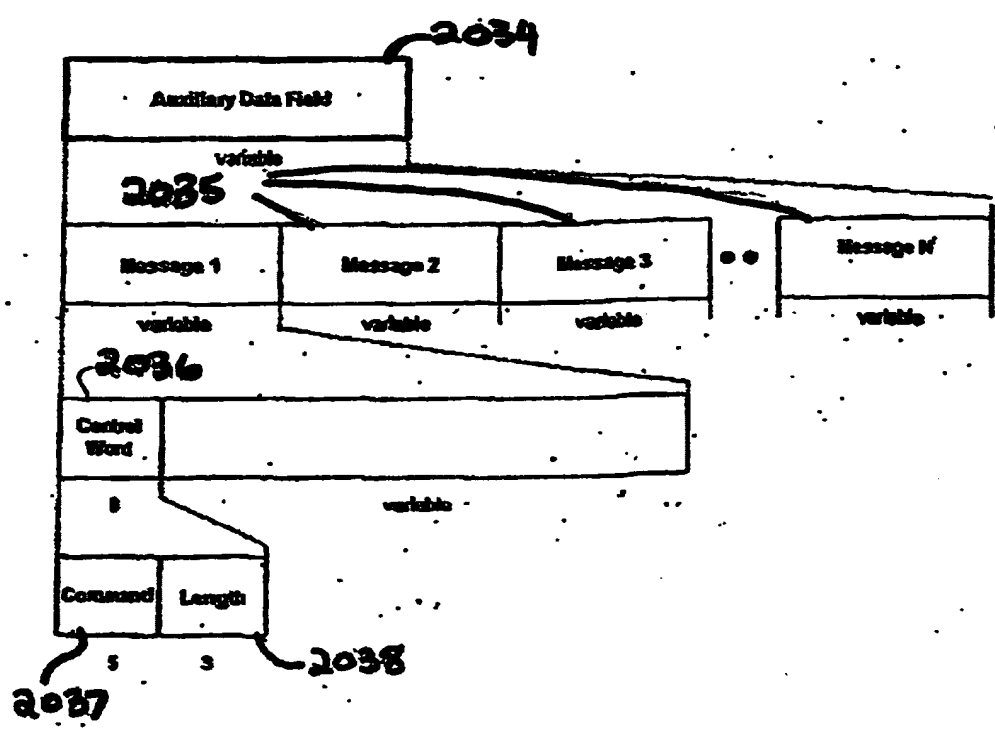 2034
Auxiliary Data Field
variable
2035
Message 1 Message 2 Message 3 •• Message N
variable variable variable variable
2036
Control
Word
8 variable
Command Length
5 3 2038
2037